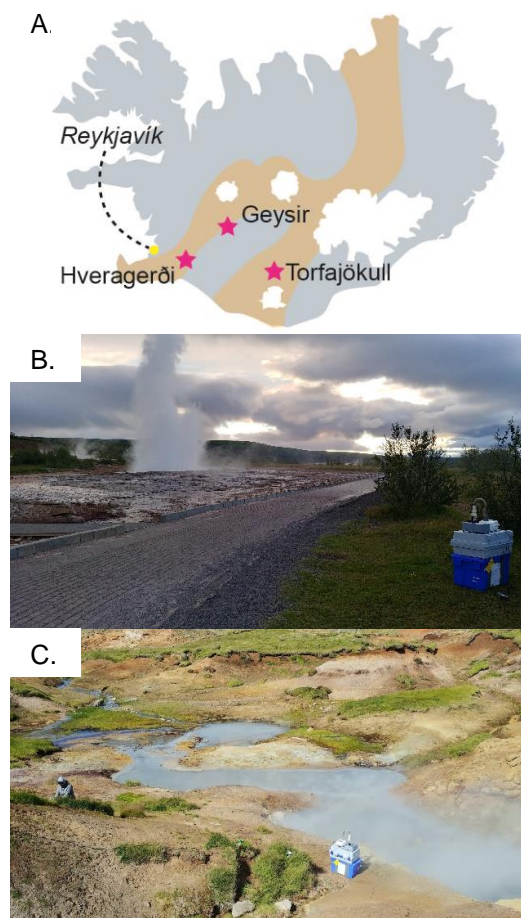 A.
Reykjavík
Geysir
Hveragerði
Torfajökull
B.
C.